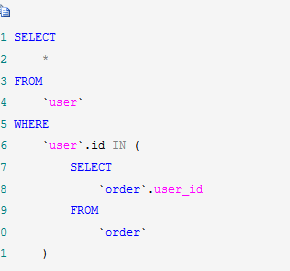 1 SELECT
2 *
3 FROM
4 `user`
5 WHERE
6 `user`.id IN (
7 SELECT
8 `order`.user_id
9 FROM
0 `order`
1 )